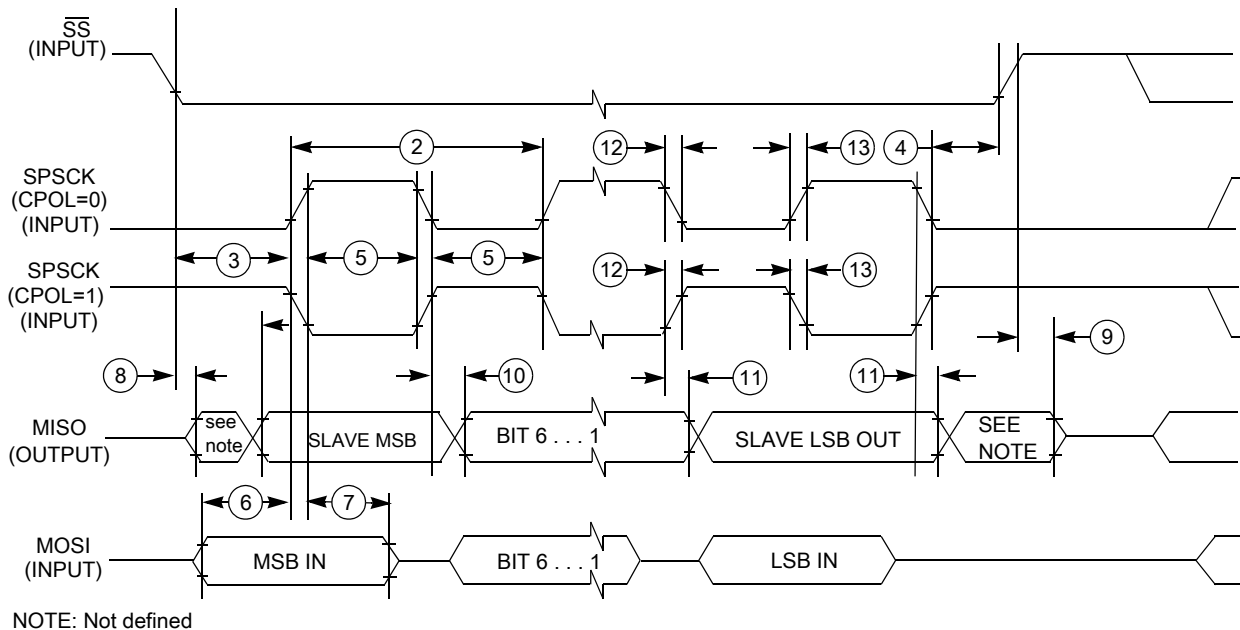 SS
(INPUT)
2
12
13
4
SPSCK
(CPOL=0)
(INPUT)
3
5
5
SPSCK
(CPOL=1)
(INPUT)
12
13
8
10
11
11
9
MISO
(OUTPUT)
see
note
SLAVE MSB
BIT 6 . . . 1
SLAVE LSB OUT
SEE
NOTE
6
7
MOSI
(INPUT)
MSB IN
BIT 6 . . . 1
LSB IN
NOTE: Not defined